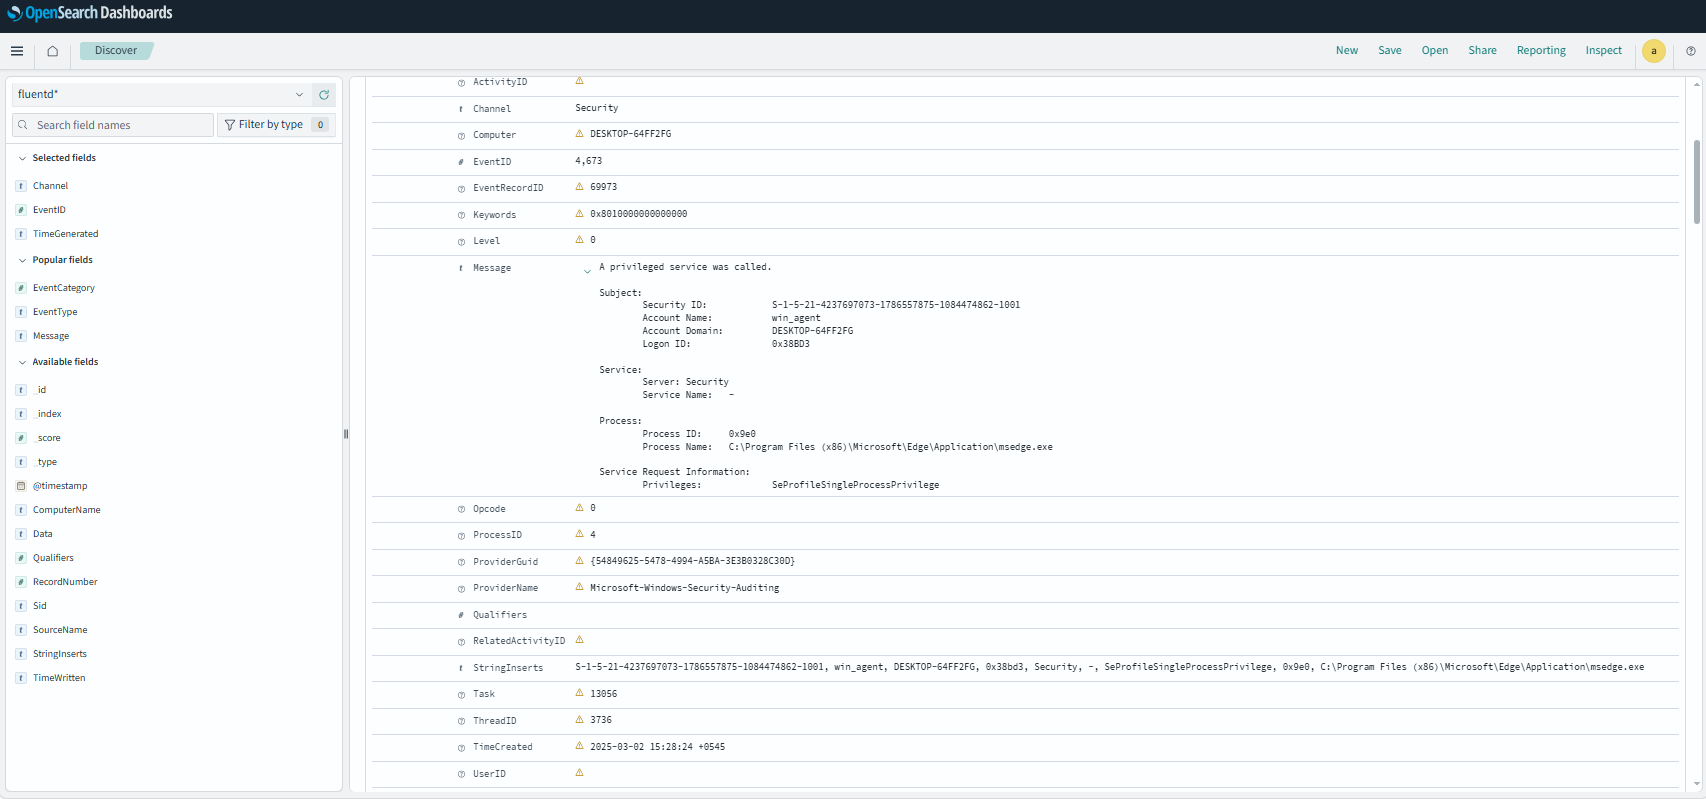 OpenSearch Dashboards
Discover
New Save Open Share Reporting Inspect a
fluentd*
Search field names
Filter by type 0
Selected fields
t Channel
# EventID
t TimeGenerated
Popular fields
# EventCategory
t EventType
t Message
Available fields
t _id
t _index
# _score
t _type
@timestamp
t ComputerName
t Data
# Qualifiers
# RecordNumber
t Sid
t SourceName
t StringInserts
t TimeWritten
ActivityID
t Channel Security
Computer DESKTOP-64FF2FG
# EventID 4,673
EventRecordID 69973
Keywords 0x8010000000000000
Level 0
t Message A privileged service was called.
Subject:
Security ID: S-1-5-21-4237697073-1786557875-1084474862-1001
Account Name: win_agent
Account Domain: DESKTOP-64FF2FG
Logon ID: 0x38BD3
Service:
Server: Security
Service Name: -
Process:
Process ID: 0x9e0
Process Name: C:\Program Files (x86)\Microsoft\Edge\Application\msedge.exe
Service Request Information:
Privileges: SeProfileSingleProcessPrivilege
Opcode 0
ProcessID 4
ProviderGuid {54849625-5478-4994-A5BA-3E3B0328C30D}
ProviderName Microsoft-Windows-Security-Auditing
# Qualifiers
RelatedActivityID
t StringInserts S-1-5-21-4237697073-1786557875-1084474862-1001, win_agent, DESKTOP-64FF2FG, 0x38bd3, Security, -, SeProfileSingleProcessPrivilege, 0x9e0, C:\Program Files (x86)\Microsoft\Edge\Application\msedge.exe
Task 13056
ThreadID 3736
TimeCreated 2025-03-02 15:28:24 +0545
UserID